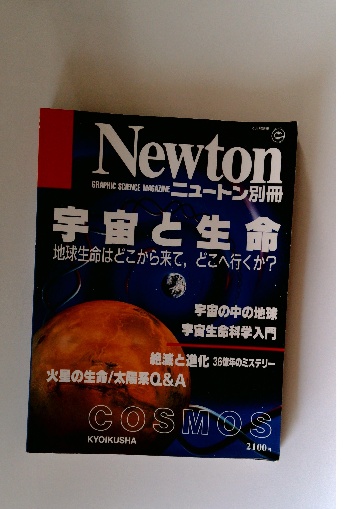 Newton
GRAPHIC SCIENCE MAGAZINE ニュートン別冊
宇宙と生命
地球生命はどこから来て，どこへ行くか？
宇宙の中の地球
宇宙生命科学入門
絶滅と進化 36億年のミステリー
火星の生命/太陽系Q&A
COSMOS
KYOIKUSHA
2100円